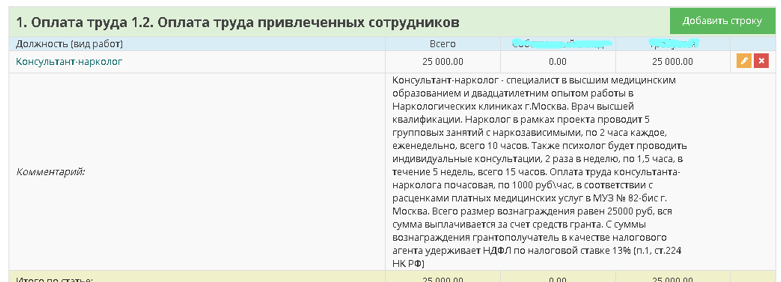 1. Оплата труда 1.2. Оплата труда привлеченных сотрудников
Добавить строку
Должность (вид работ) Всего
Консультант-нарколог 25 000.00 0.00 25 000.00
Комментарий:
Консультант-нарколог - специалист в высшим медицинским
образованием и двадцатилетним опытом работы в
Наркологических клиниках г.Москва. Врач высшей
квалификации. Нарколог в рамках проекта проводит 5
групповых занятий с наркозависимыми, по 2 часа каждое,
еженедельно, всего 10 часов. Также психолог будет проводить
индивидуальные консультации, 2 раза в неделю, по 1,5 часа, в
течение 5 недель, всего 15 часов. Оплата труда консультанта-
нарколога почасовая, по 1000 руб\час, в соответствии с
расценками платных медицинских услуг в МУЗ № 82-бис г.
Москва. Всего размер вознаграждения равен 25000 руб, вся
сумма выплачивается за счет средств гранта. С суммы
вознаграждения грантополучатель в качестве налогового
агента удерживает НДФЛ по налоговой ставке 13% (п.1, ст.224
НК РФ)
Итого по статье: 25 000.00 0.00 25 000.00